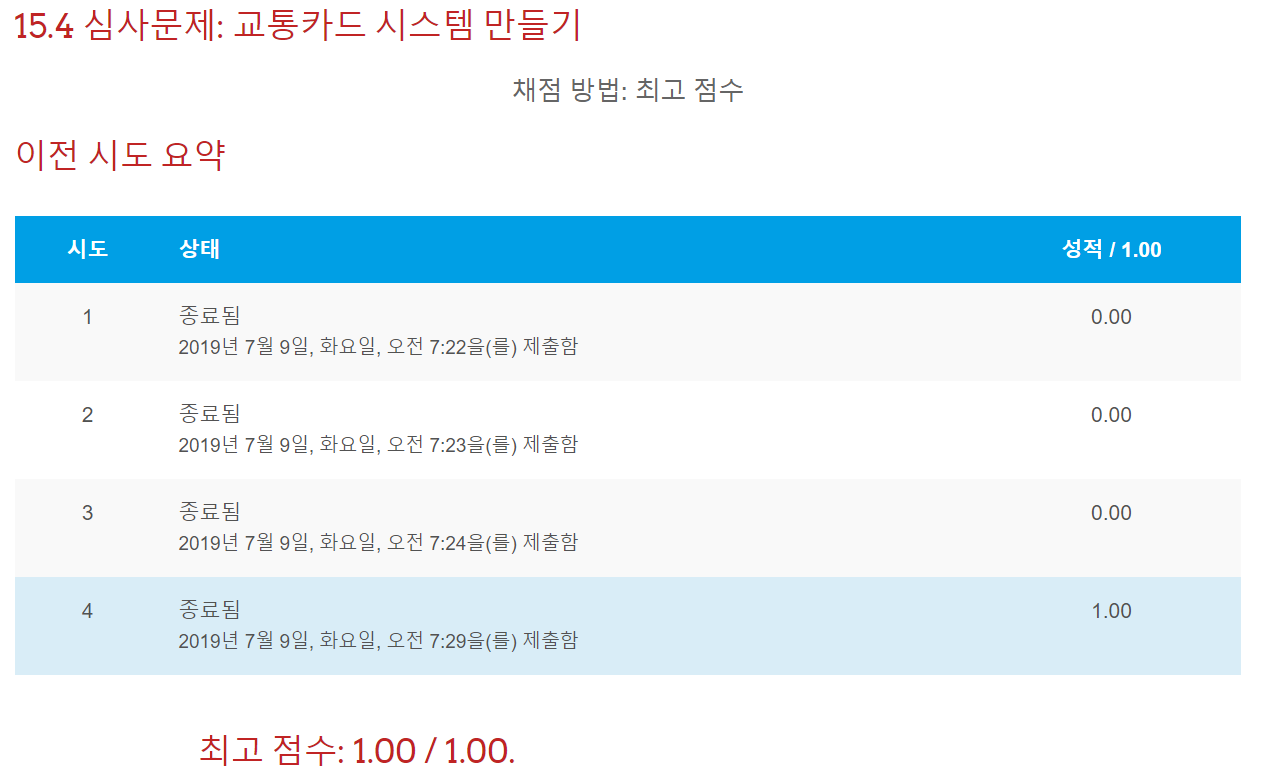 15.4 심사문제: 교통카드 시스템 만들기
채점 방법: 최고 점수
이전 시도 요약
시도 상태 성적 / 1.00
1 종료됨 0.00
2019년 7월 9일, 화요일, 오전 7:22을(를) 제출함
2 종료됨 0.00
2019년 7월 9일, 화요일, 오전 7:23을(를) 제출함
3 종료됨 0.00
2019년 7월 9일, 화요일, 오전 7:24을(를) 제출함
4 종료됨 1.00
2019년 7월 9일, 화요일, 오전 7:29을(를) 제출함
최고 점수: 1.00 / 1.00.